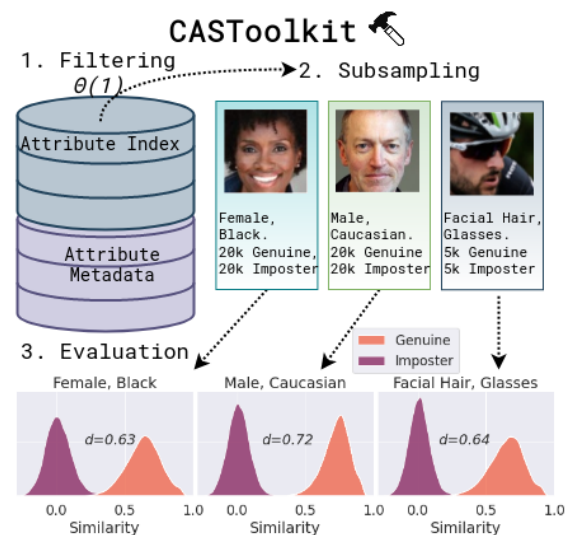 CASToolkit
1. Filtering
Θ(1)
2. Subsampling
Attribute Index
Attribute
Metadata
Female,
Black.
20k Genuine,
20k Imposter
Male,
Caucasian.
20k Genuine
20k Imposter
Facial Hair,
Glasses.
5k Genuine
5k Imposter
3. Evaluation
Genuine
Imposter
Female, Black
Male, Caucasian
Facial Hair, Glasses
d=0.63
d=0.72
d=0.64
0.0 0.5 1.0
0.0 0.5 1.0
0.0 0.5 1.0
Similarity
Similarity
Similarity